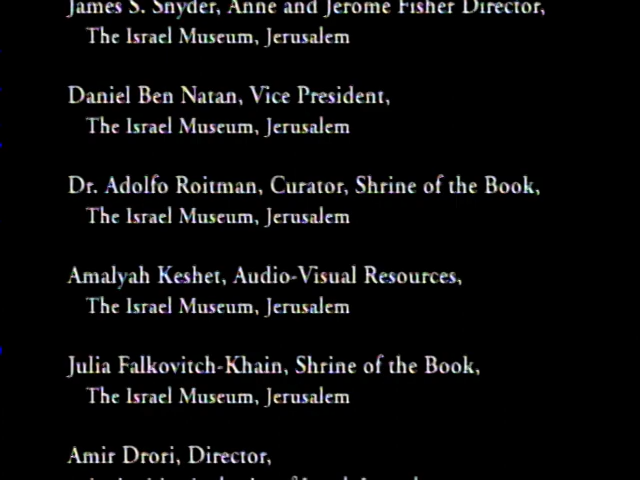 James S. Snyder, Anne and Jerome Fisher Director,
The Israel Museum, Jerusalem
Daniel Ben Natan, Vice President,
The Israel Museum, Jerusalem
Dr. Adolfo Roitman, Curator, Shrine of the Book,
The Israel Museum, Jerusalem
Amalyah Keshet, Audio-Visual Resources,
The Israel Museum, Jerusalem
Julia Falkovitch-Khain, Shrine of the Book,
The Israel Museum, Jerusalem
Amir Drori, Director,